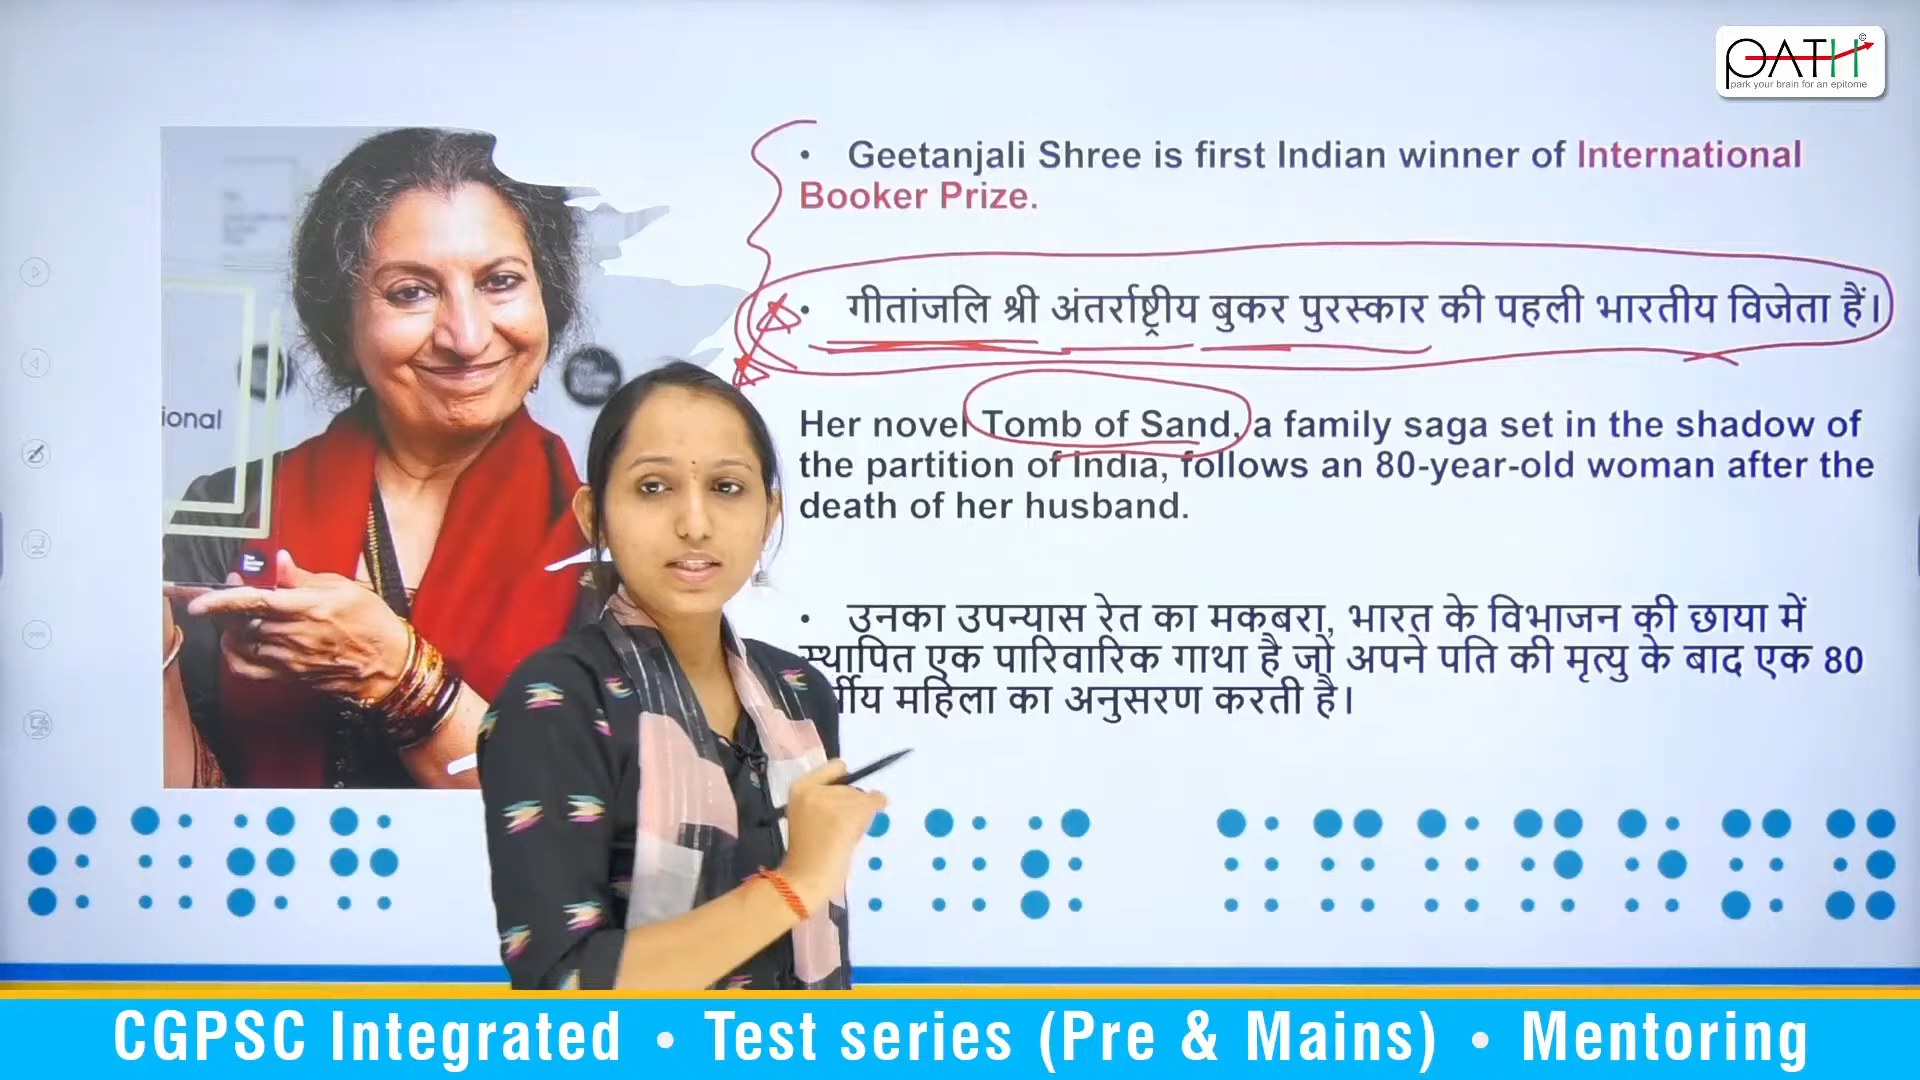 PATH©
park your brain for an epitome
• Geetanjali Shree is first Indian winner of International
Booker Prize.
• गीतांजलि श्री अंतर्राष्ट्रीय बुकर पुरस्कार की पहली भारतीय विजेता हैं।
Her novel Tomb of Sand, a family saga set in the shadow of
the partition of India, follows an 80-year-old woman after the
death of her husband.
• उनका उपन्यास रेत का मकबरा, भारत के विभाजन की छाया में
स्थापित एक पारिवारिक गाथा है जो अपने पति की मृत्यु के बाद एक 80
महिला का अनुसरण करती है।
ional
CGPSC Integrated • Test series (Pre & Mains) • Mentoring